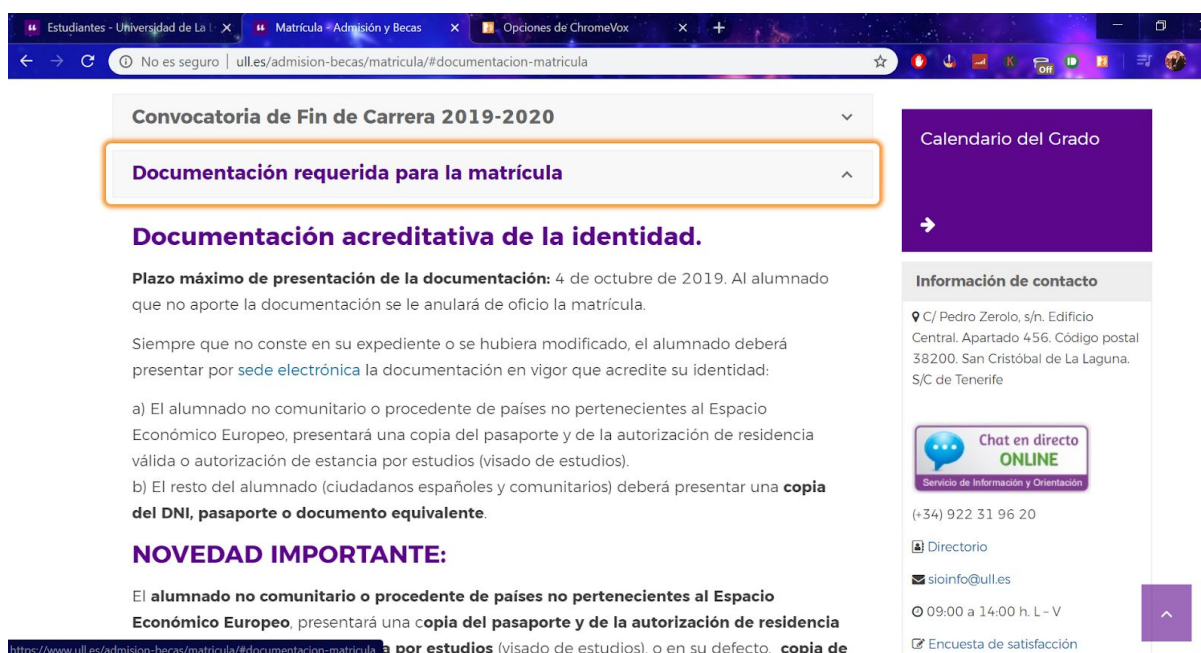 Estudiantes - Universidad de La L
Matrícula - Admisión y Becas
Opciones de ChromeVox
No es seguro | ull.es/admision-becas/matricula/#documentacion-matricula
Off
Convocatoria de Fin de Carrera 2019-2020
Documentación requerida para la matrícula
Documentación acreditativa de la identidad.
Plazo máximo de presentación de la documentación: 4 de octubre de 2019. Al alumnado
que no aporte la documentación se le anulará de oficio la matrícula.
Siempre que no conste en su expediente o se hubiera modificado, el alumnado deberá
presentar por sede electrónica la documentación en vigor que acredite su identidad:
a) El alumnado no comunitario o procedente de países no pertenecientes al Espacio
Económico Europeo, presentará una copia del pasaporte y de la autorización de residencia
válida o autorización de estancia por estudios (visado de estudios).
b) El resto del alumnado (ciudadanos españoles y comunitarios) deberá presentar una copia
del DNI, pasaporte o documento equivalente.
NOVEDAD IMPORTANTE:
El alumnado no comunitario o procedente de países no pertenecientes al Espacio
Económico Europeo, presentará una copia del pasaporte y de la autorización de residencia
a por estudios (visado de estudios), o en su defecto, copia de
https://www.ull.es/admision-becas/matricula/#documentacion-matricula
Calendario del Grado
Información de contacto
C/ Pedro Zerolo, s/n. Edificio
Central. Apartado 456. Código postal
38200. San Cristóbal de La Laguna.
S/C de Tenerife
Chat en directo
ONLINE
Servicio de Información y Orientación
(+34) 922 31 96 20
Directorio
sioinfo@ull.es
09:00 a 14:00 h. L - V
Encuesta de satisfacción